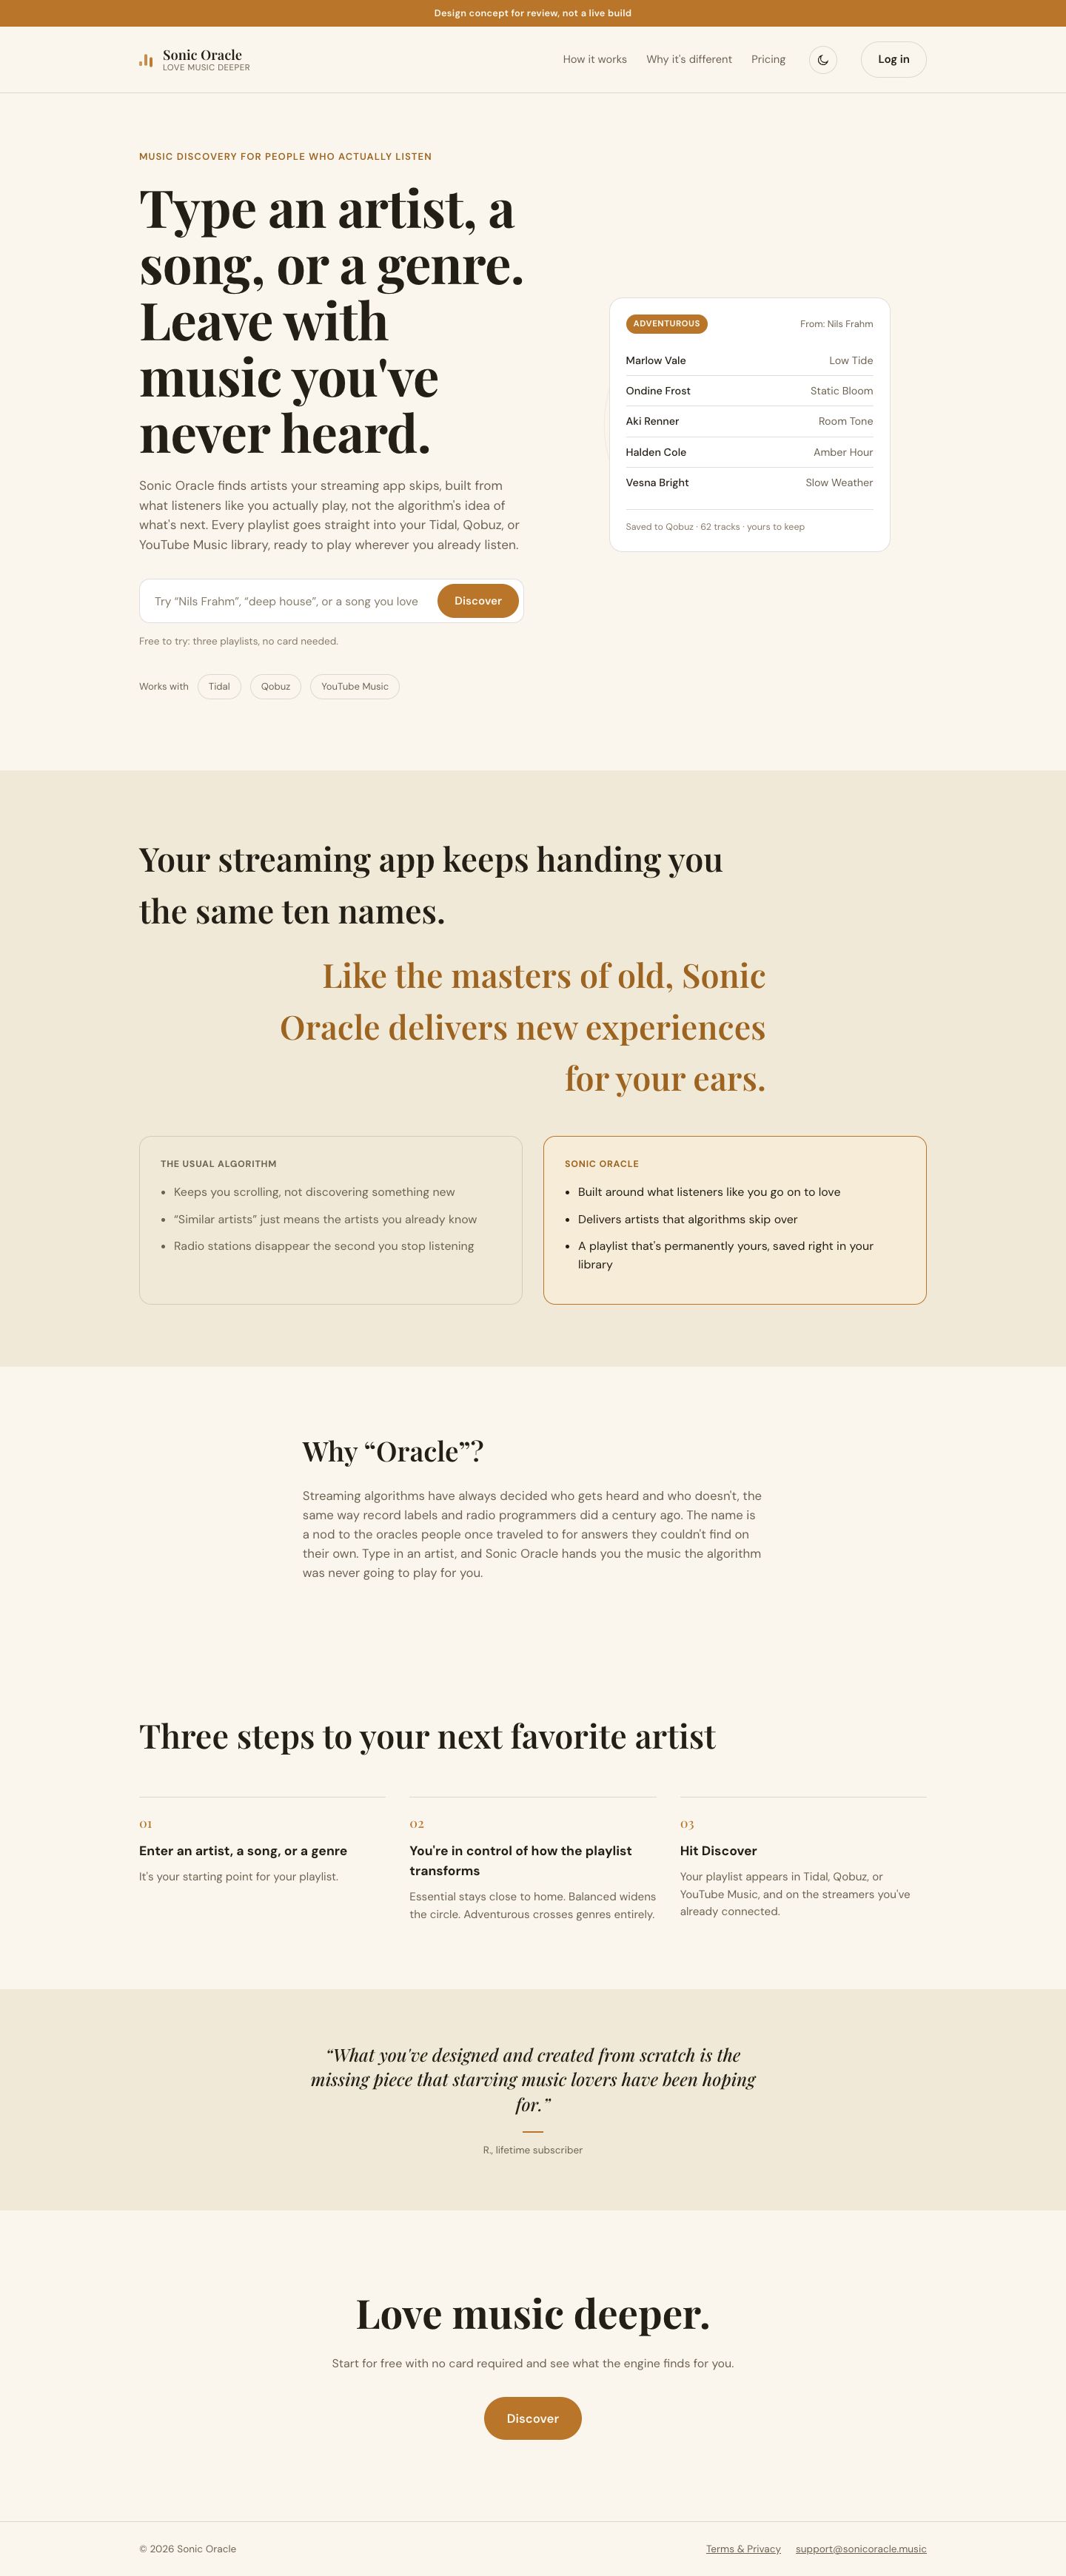 Design concept for review, not a live build
Sonic Oracle
LOVE MUSIC DEEPER
How it works
Why it's different
Pricing
Log in
MUSIC DISCOVERY FOR PEOPLE WHO ACTUALLY LISTEN
Type an artist, a
song, or a genre.
Leave with
music you've
never heard.
Sonic Oracle finds artists your streaming app skips, built from
what listeners like you actually play, not the algorithm's idea of
what's next. Every playlist goes straight into your Tidal, Qobuz, or
YouTube Music library, ready to play wherever you already listen.
Try “Nils Frahm”, “deep house”, or a song you love
Discover
Free to try: three playlists, no card needed.
Works with
Tidal
Qobuz
YouTube Music
ADVENTUROUS
From: Nils Frahm
Marlow Vale
Low Tide
Ondine Frost
Static Bloom
Aki Renner
Room Tone
Halden Cole
Amber Hour
Vesna Bright
Slow Weather
Saved to Qobuz · 62 tracks · yours to keep
Your streaming app keeps handing you
the same ten names.
Like the masters of old, Sonic
Oracle delivers new experiences
for your ears.
THE USUAL ALGORITHM
• Keeps you scrolling, not discovering something new
• “Similar artists” just means the artists you already know
• Radio stations disappear the second you stop listening
SONIC ORACLE
• Built around what listeners like you go on to love
• Delivers artists that algorithms skip over
• A playlist that's permanently yours, saved right in your
library
Why “Oracle”?
Streaming algorithms have always decided who gets heard and who doesn't, the
same way record labels and radio programmers did a century ago. The name is
a nod to the oracles people once traveled to for answers they couldn't find on
their own. Type in an artist, and Sonic Oracle hands you the music the algorithm
was never going to play for you.
Three steps to your next favorite artist
01
Enter an artist, a song, or a genre
It's your starting point for your playlist.
02
You're in control of how the playlist
transforms
Essential stays close to home. Balanced widens
the circle. Adventurous crosses genres entirely.
03
Hit Discover
Your playlist appears in Tidal, Qobuz, or
YouTube Music, and on the streamers you've
already connected.
“What you've designed and created from scratch is the
missing piece that starving music lovers have been hoping
for.”
R., lifetime subscriber
Love music deeper.
Start for free with no card required and see what the engine finds for you.
Discover
© 2026 Sonic Oracle
Terms & Privacy
support@sonicoracle.music